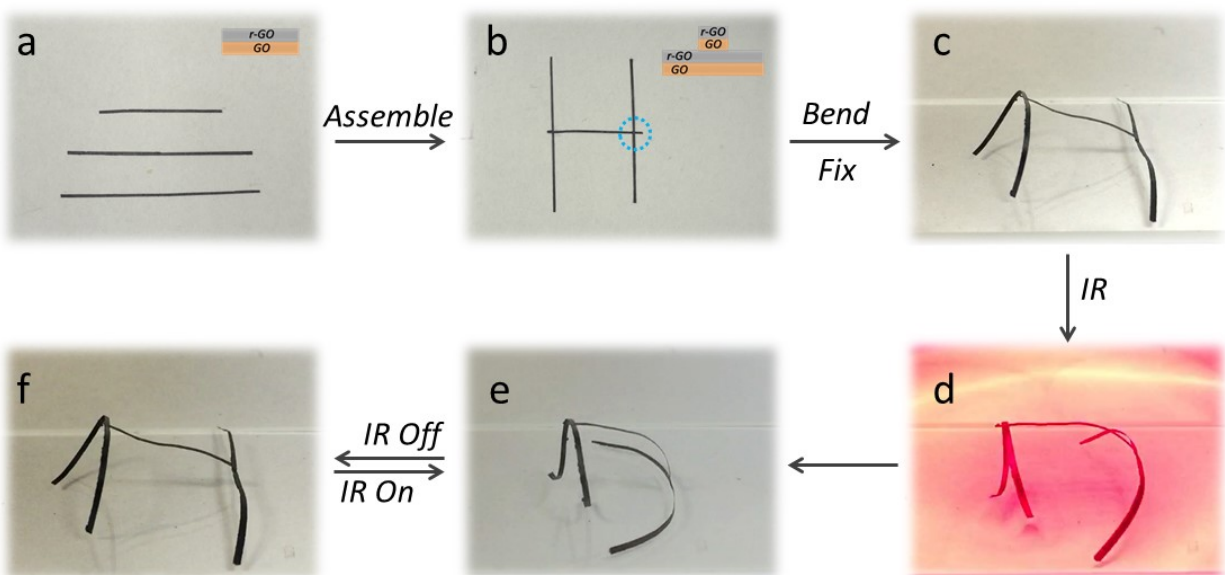 a
r-GO
GO
Assemble
b
r-GO
GO
r-GO
GO
Bend
Fix
c
IR
f
IR Off
IR On
e
d